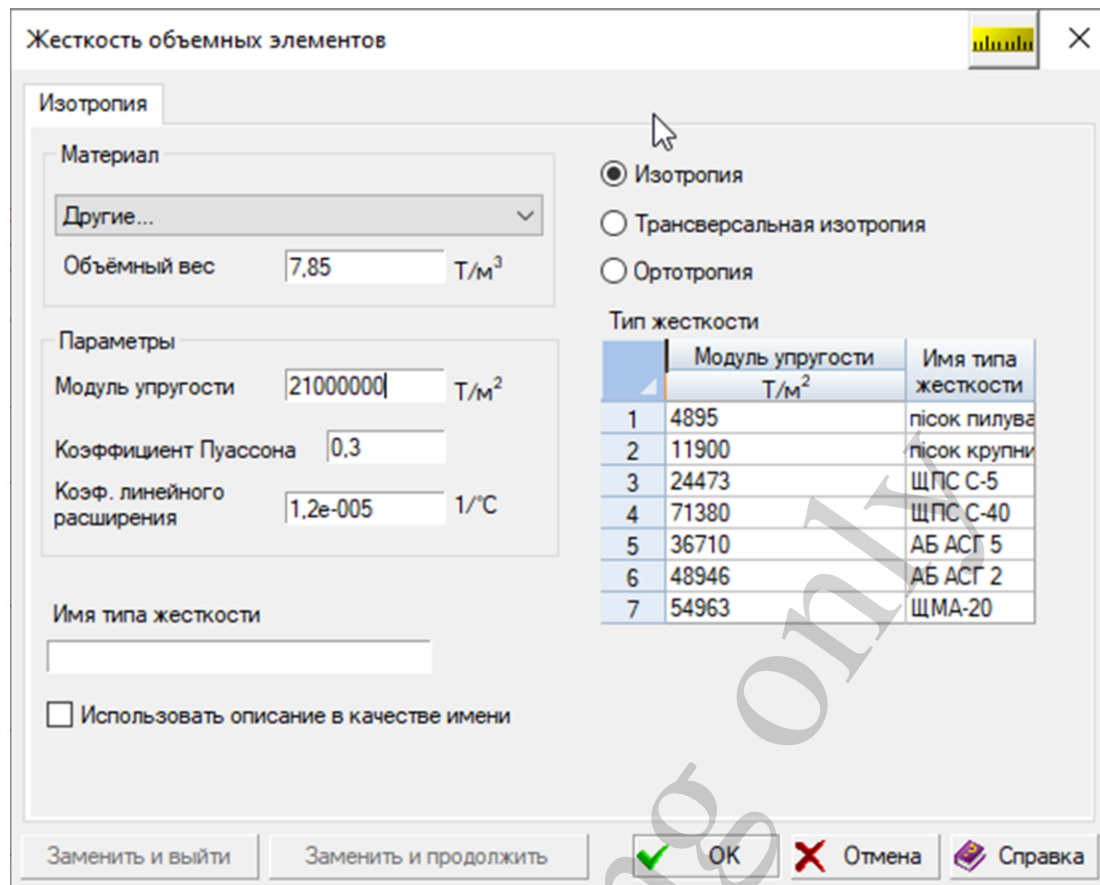 Жесткость объемных элементов
Изотропия
Материал
Другие...
Объёмный вес 7,85 Т/м³
Параметры
Модуль упругости 21000000 Т/м²
Коэффициент Пуассона 0,3
Коэф. линейного
расширения 1,2e-005 1/°C
Имя типа жесткости
Использовать описание в качестве имени
Изотропия
Трансверсальная изотропия
Ортотропия
Тип жесткости
Модуль упругости Имя типа
Т/м² жесткости
1 4895 пісок пилува
2 11900 пісок крупни
3 24473 ЩПС С-5
4 71380 ЩПС С-40
5 36710 АБ АСГ 5
6 48946 АБ АСГ 2
7 54963 ЩМА-20
Заменить и выйти Заменить и продолжить OK Отмена Справка
only